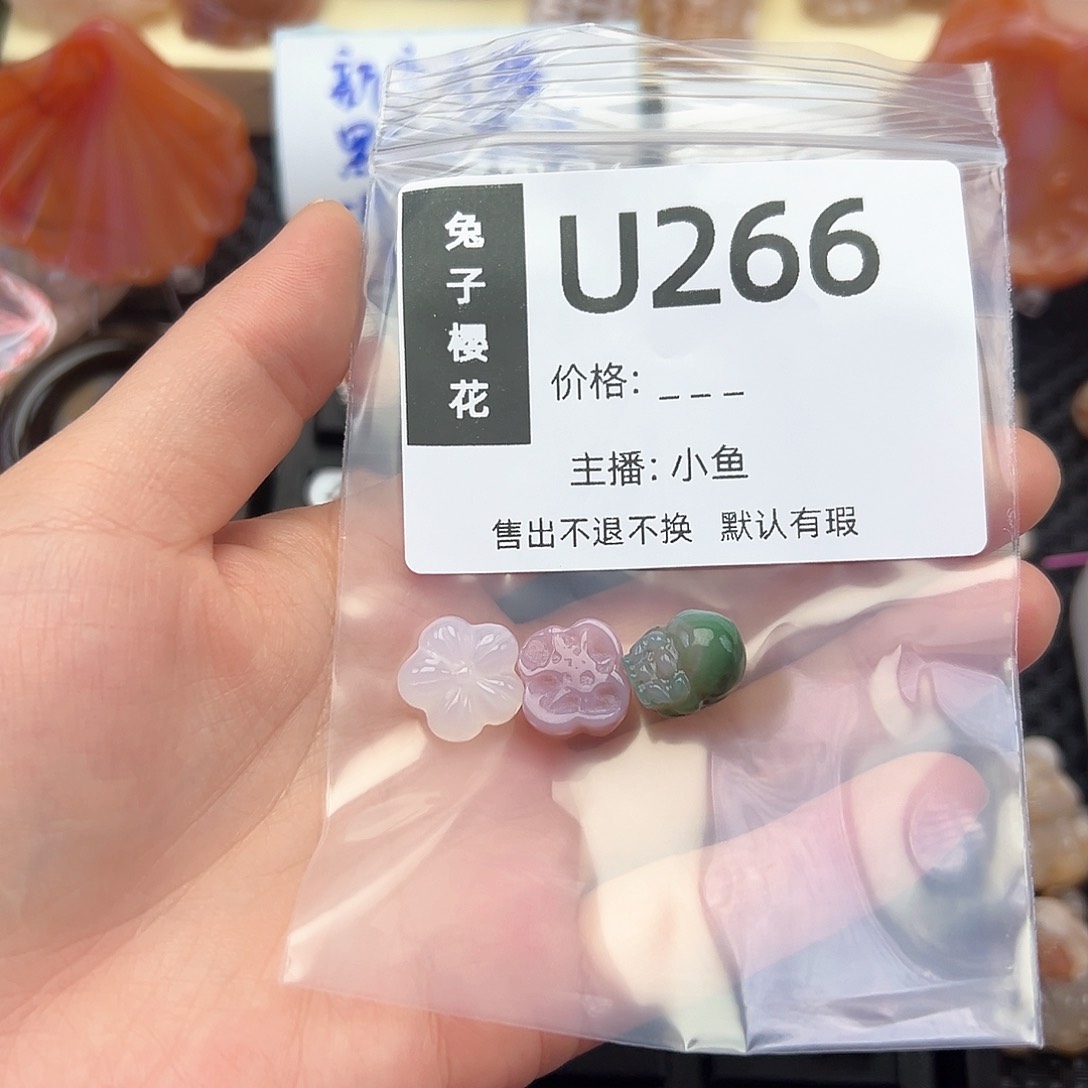 兔子樱花
U266
价格: _ _ _
主播: 小鱼
售出不退不换 默认有瑕
新